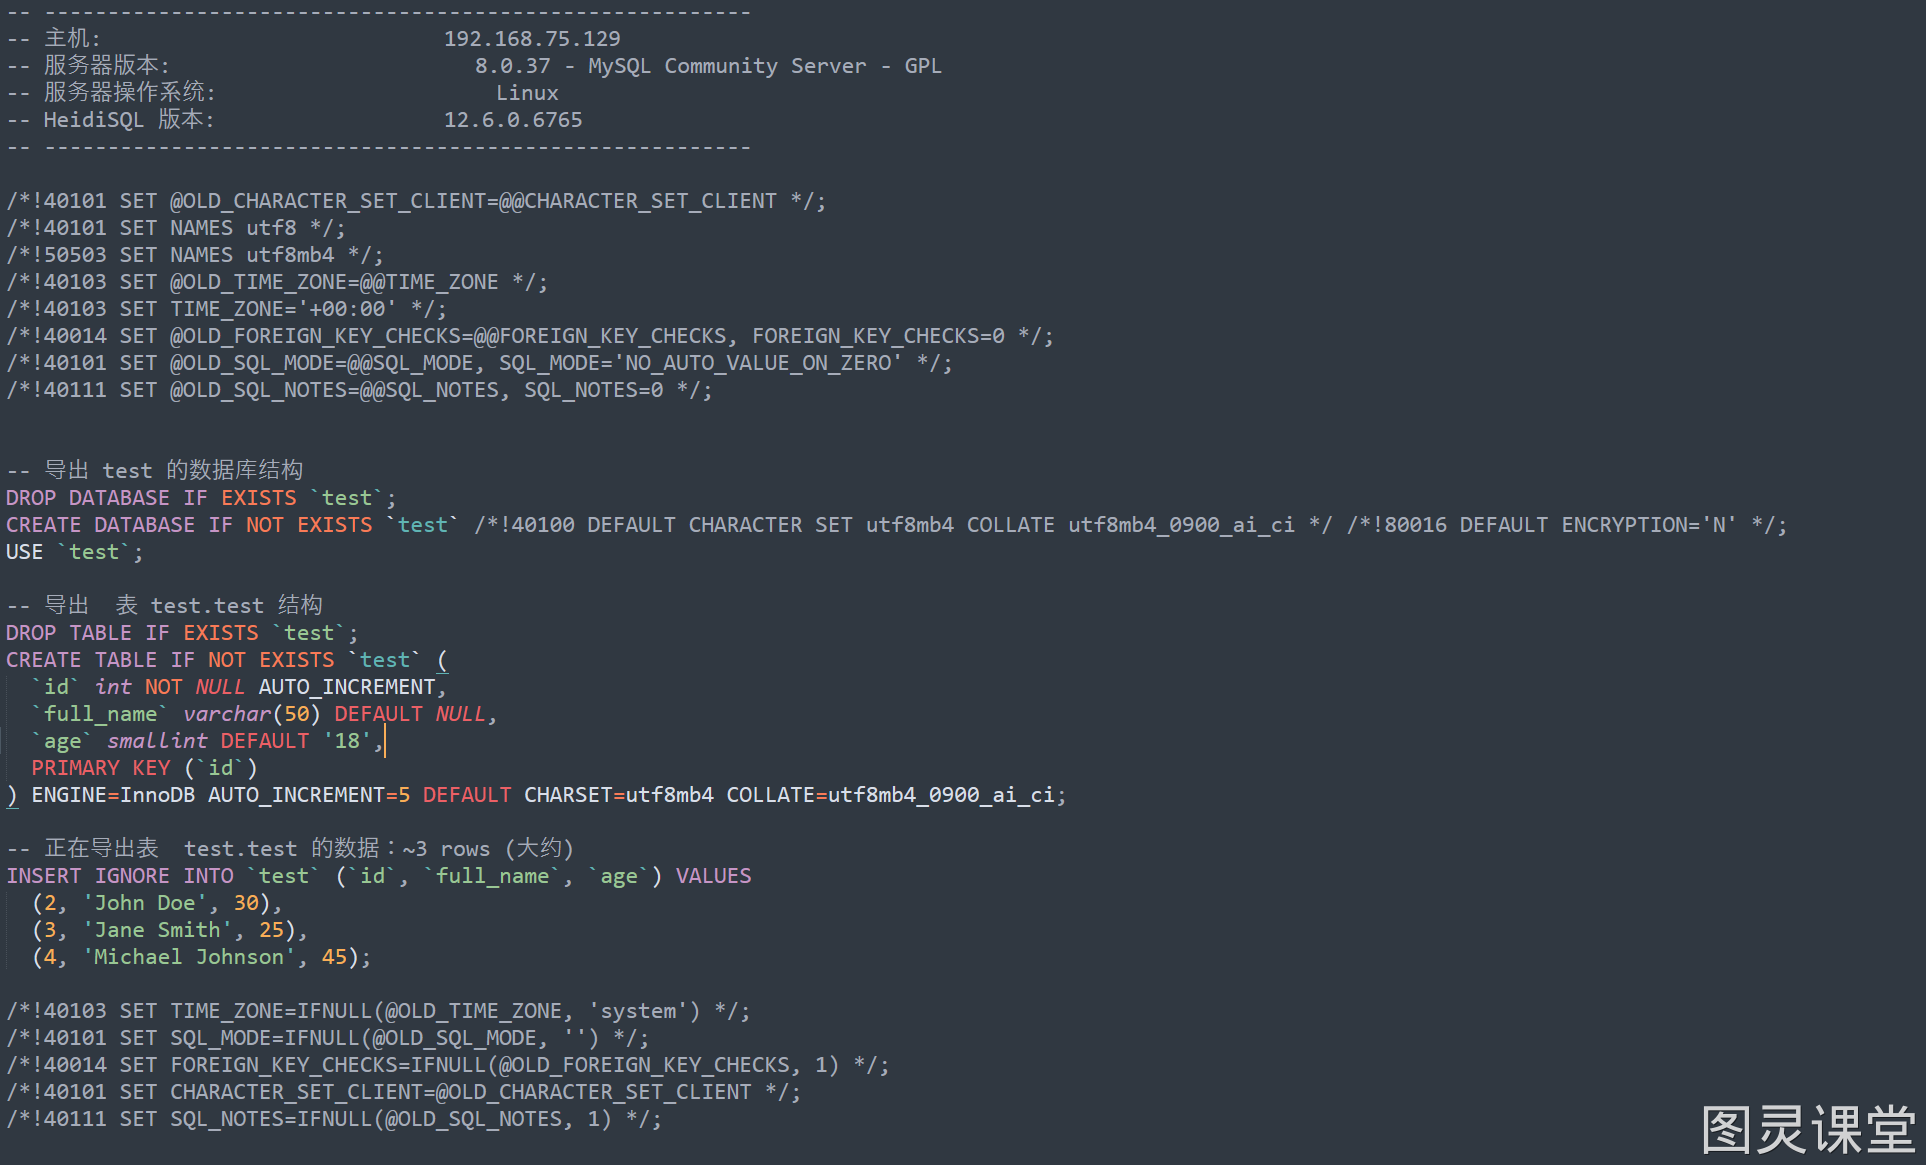 -- --------------------------------------------------------
-- 主机:                           192.168.75.129
-- 服务器版本:                        8.0.37 - MySQL Community Server - GPL
-- 服务器操作系统:                      Linux
-- HeidiSQL 版本:                  12.6.0.6765
-- --------------------------------------------------------
/*!40101 SET @OLD_CHARACTER_SET_CLIENT=@@CHARACTER_SET_CLIENT */;
/*!40101 SET NAMES utf8 */;
/*!50503 SET NAMES utf8mb4 */;
/*!40103 SET @OLD_TIME_ZONE=@@TIME_ZONE */;
/*!40103 SET TIME_ZONE='+00:00' */;
/*!40014 SET @OLD_FOREIGN_KEY_CHECKS=@@FOREIGN_KEY_CHECKS, FOREIGN_KEY_CHECKS=0 */;
/*!40101 SET @OLD_SQL_MODE=@@SQL_MODE, SQL_MODE='NO_AUTO_VALUE_ON_ZERO' */;
/*!40111 SET @OLD_SQL_NOTES=@@SQL_NOTES, SQL_NOTES=0 */;
-- 导出 test 的数据库结构
DROP DATABASE IF EXISTS `test`;
CREATE DATABASE IF NOT EXISTS `test` /*!40100 DEFAULT CHARACTER SET utf8mb4 COLLATE utf8mb4_0900_ai_ci */ /*!80016 DEFAULT ENCRYPTION='N' */;
USE `test`;
-- 导出  表 test.test 结构
DROP TABLE IF EXISTS `test`;
CREATE TABLE IF NOT EXISTS `test` (
  `id` int NOT NULL AUTO_INCREMENT,
  `full_name` varchar(50) DEFAULT NULL,
  `age` smallint DEFAULT '18',
  PRIMARY KEY (`id`)
) ENGINE=InnoDB AUTO_INCREMENT=5 DEFAULT CHARSET=utf8mb4 COLLATE=utf8mb4_0900_ai_ci;
-- 正在导出表  test.test 的数据：~3 rows (大约)
INSERT IGNORE INTO `test` (`id`, `full_name`, `age`) VALUES
  (2, 'John Doe', 30),
  (3, 'Jane Smith', 25),
  (4, 'Michael Johnson', 45);
/*!40103 SET TIME_ZONE=IFNULL(@OLD_TIME_ZONE, 'system') */;
/*!40101 SET SQL_MODE=IFNULL(@OLD_SQL_MODE, '') */;
/*!40014 SET FOREIGN_KEY_CHECKS=IFNULL(@OLD_FOREIGN_KEY_CHECKS, 1) */;
/*!40101 SET CHARACTER_SET_CLIENT=@OLD_CHARACTER_SET_CLIENT */;
/*!40111 SET SQL_NOTES=IFNULL(@OLD_SQL_NOTES, 1) */;
图灵课堂